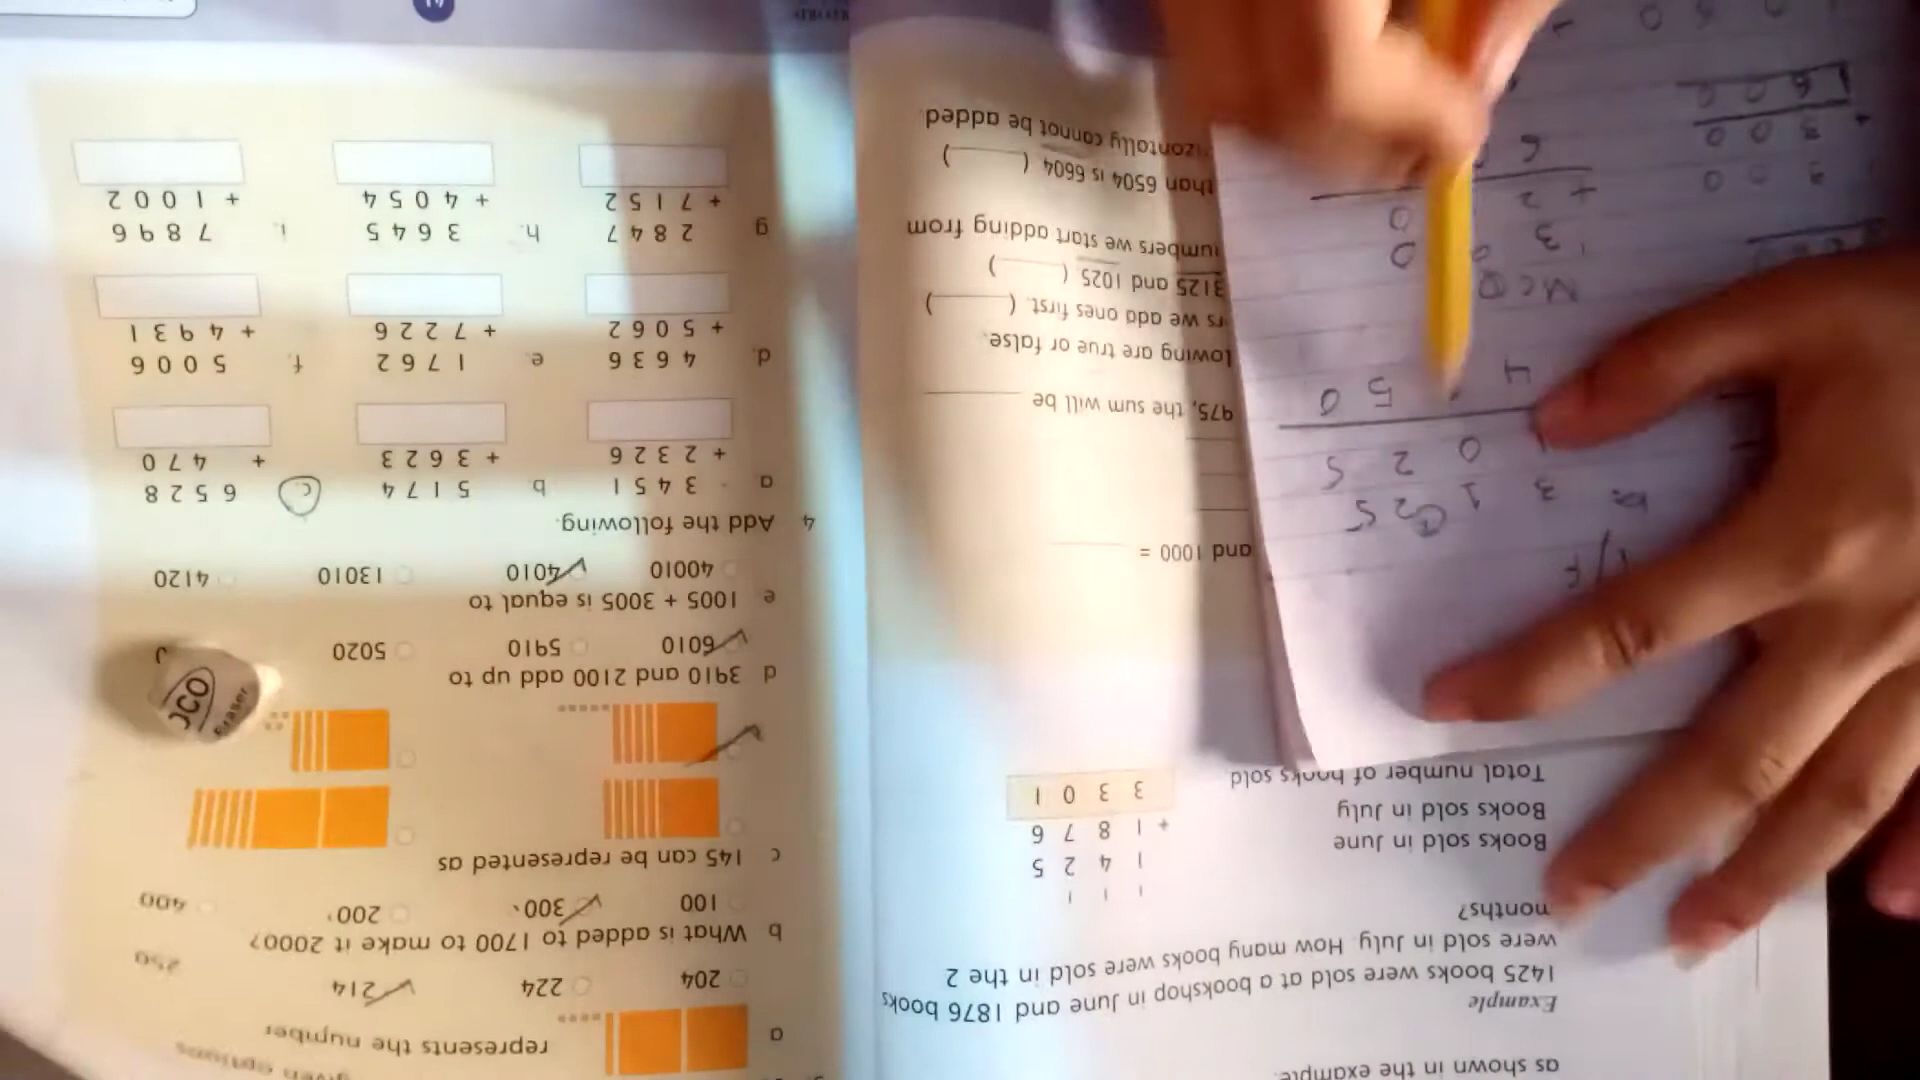 as shown in the example.
Example
1425 books were sold at a bookshop in June and 1876 books
were sold in July. How many books were sold in the 2
months?
1 1 1
Books sold in June 1 4 2 5
Books sold in July + 1 8 7 6
Total number of books sold 3 3 0 1
and 1000 =
975, the sum will be
lowing are true or false.
rs we add ones first. ( )
3125 and 1025 ( )
numbers we start adding from
than 6504 is 6604 ( )
izontally cannot be added
T/F
3 1 2 5
1 0 2 5
4 5 0
MCQ
given options
a represents the number
204 224 214 250
b What is added to 1700 to make it 2000?
100 300 200 400
c 145 can be represented as
d 3910 and 2100 add up to
6010 5910 5020
e 1005 + 3005 is equal to
40010 4010 13010 4120
4 Add the following.
a 3 4 5 1 b 5 1 7 4 c. 6 5 2 8
+ 2 3 2 6 + 3 6 2 3 + 4 7 0
d. 4 6 3 6 e 1 7 6 2 f. 5 0 0 6
+ 5 0 6 2 + 7 2 2 6 + 4 9 3 1
g 2 8 4 7 h. 3 6 4 5 i. 7 8 9 6
+ 7 1 5 2 + 4 0 5 4 + 1 0 0 2
eraser